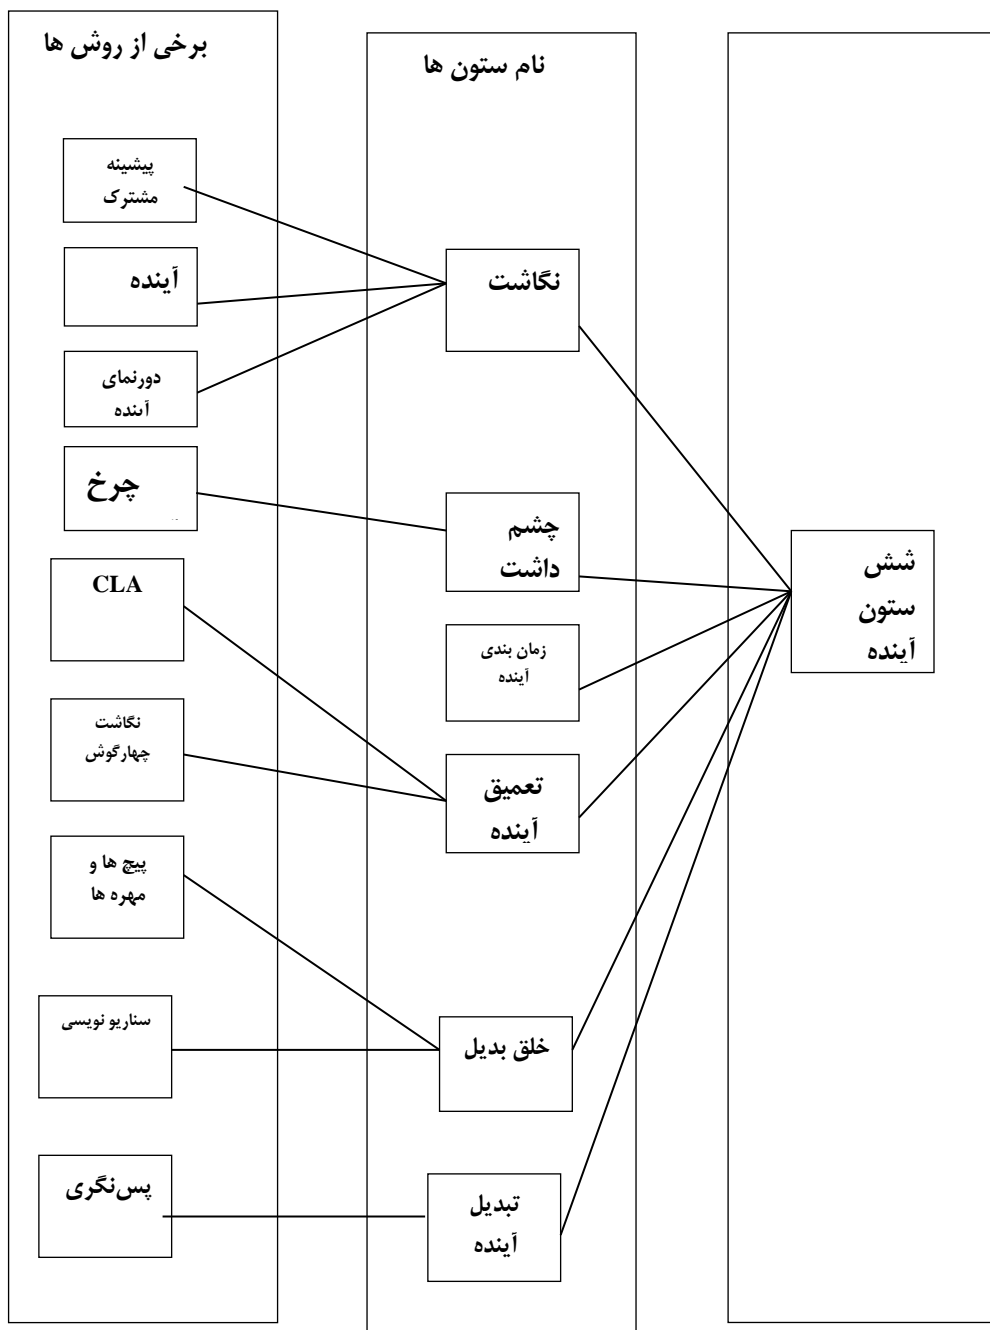 برخی از روش ها
نام ستون ها
پیشینه
مشترک
آینده
دورنمای
آینده
چرخ
CLA
نگاشت
چهارگوش
پیچ ها و
مهره ها
سناریو نویسی
پس‌نگری
نگاشت
چشم
داشت
زمان بندی
آینده
تعمیق
آینده
خلق بدیل
تبدیل
آینده
شش
ستون
آینده